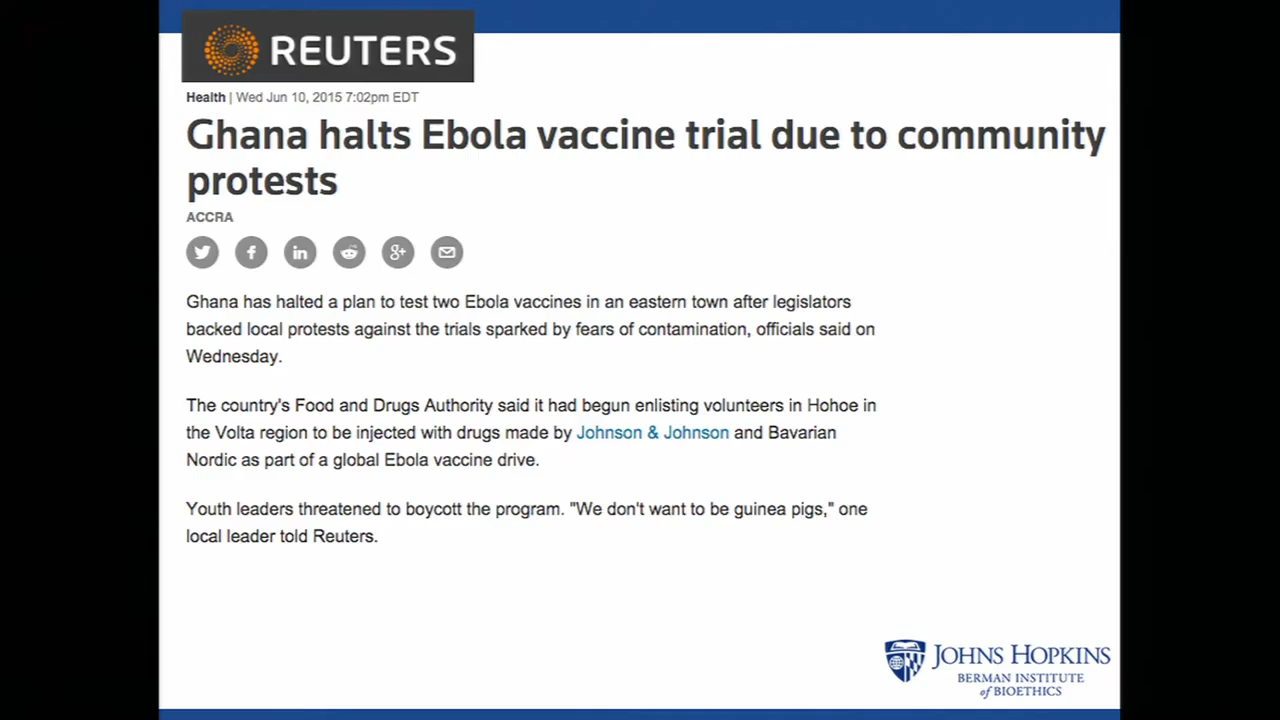 REUTERS
Health | Wed Jun 10, 2015 7:02pm EDT
Ghana halts Ebola vaccine trial due to community
protests
ACCRA
Ghana has halted a plan to test two Ebola vaccines in an eastern town after legislators
backed local protests against the trials sparked by fears of contamination, officials said on
Wednesday.
The country's Food and Drugs Authority said it had begun enlisting volunteers in Hohoe in
the Volta region to be injected with drugs made by Johnson & Johnson and Bavarian
Nordic as part of a global Ebola vaccine drive.
Youth leaders threatened to boycott the program. "We don't want to be guinea pigs," one
local leader told Reuters.
JOHNS HOPKINS
BERMAN INSTITUTE
of BIOETHICS